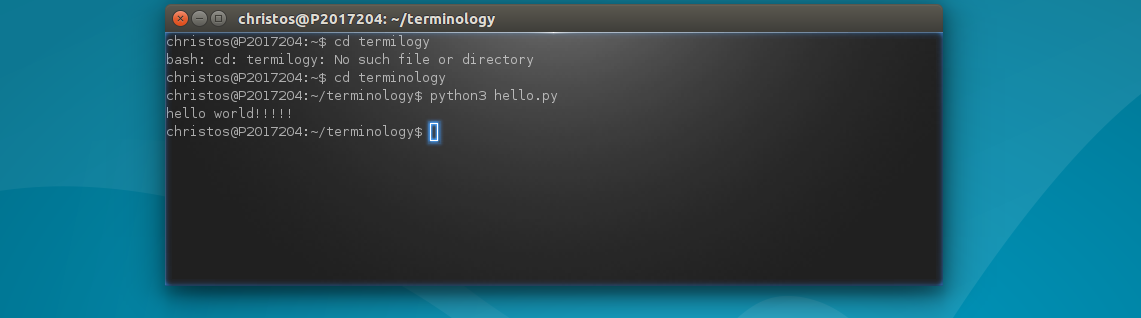 christos@P2017204: ~/terminology
christos@P2017204:~$ cd termilogy
bash: cd: termilogy: No such file or directory
christos@P2017204:~$ cd terminology
christos@P2017204:~/terminology$ python3 hello.py
hello world!!!!!
christos@P2017204:~/terminology$